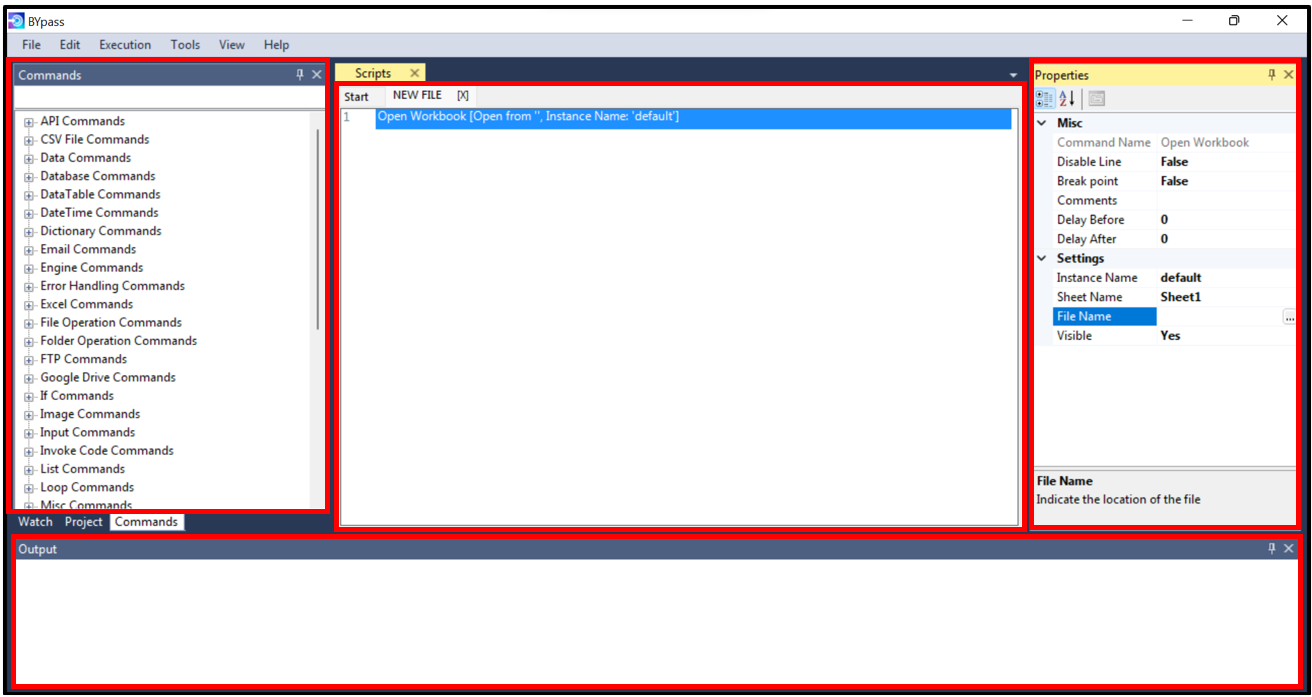 BYpass
File Edit Execution Tools View Help
Commands
API Commands
CSV File Commands
Data Commands
Database Commands
DataTable Commands
DateTime Commands
Dictionary Commands
Email Commands
Engine Commands
Error Handling Commands
Excel Commands
File Operation Commands
Folder Operation Commands
FTP Commands
Google Drive Commands
If Commands
Image Commands
Input Commands
Invoke Code Commands
List Commands
Loop Commands
Misc Commands
Watch Project Commands
Scripts
Start NEW FILE [X]
1 Open Workbook [Open from '', Instance Name: 'default']
Properties
Misc
Command Name Open Workbook
Disable Line False
Break point False
Comments
Delay Before 0
Delay After 0
Settings
Instance Name default
Sheet Name Sheet1
File Name ...
Visible Yes
File Name
Indicate the location of the file
Output